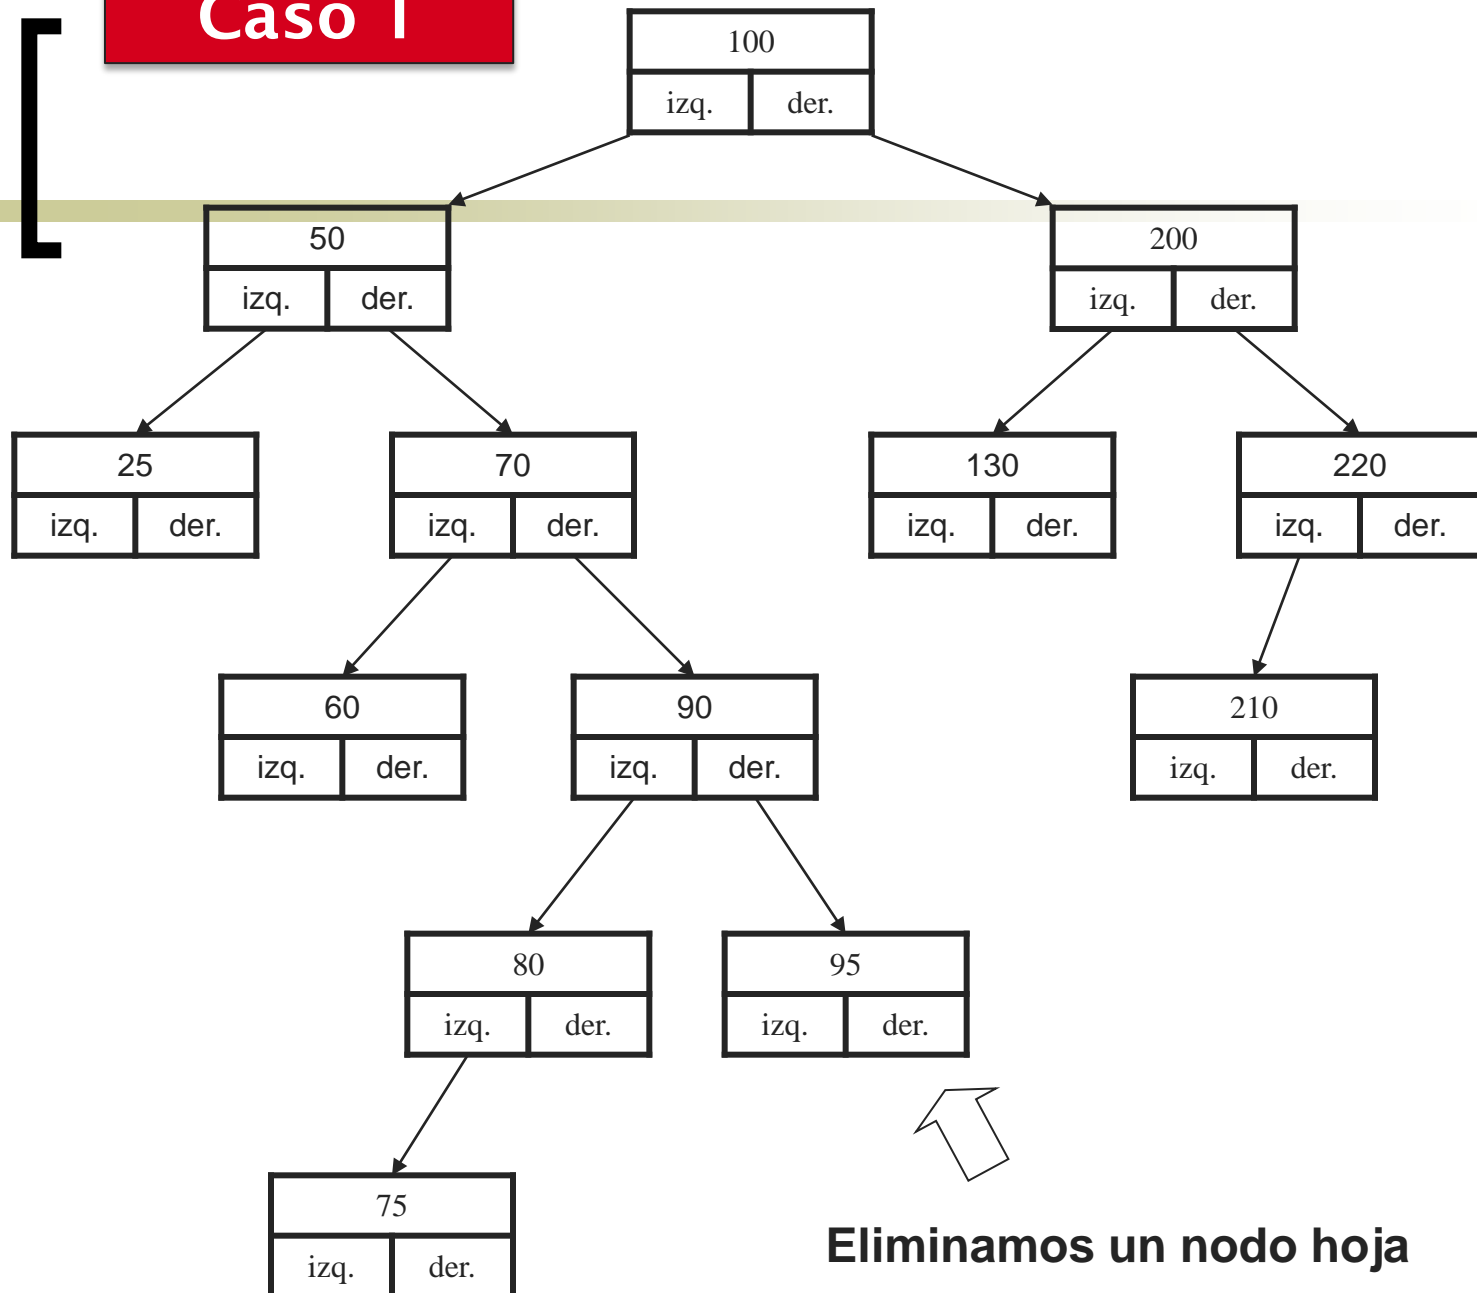 Caso 1
100
izq. der.
50
izq. der.
200
izq. der.
25
izq. der.
70
izq. der.
130
izq. der.
220
izq. der.
60
izq. der.
90
izq. der.
210
izq. der.
80
izq. der.
95
izq. der.
75
izq. der.
Eliminamos un nodo hoja